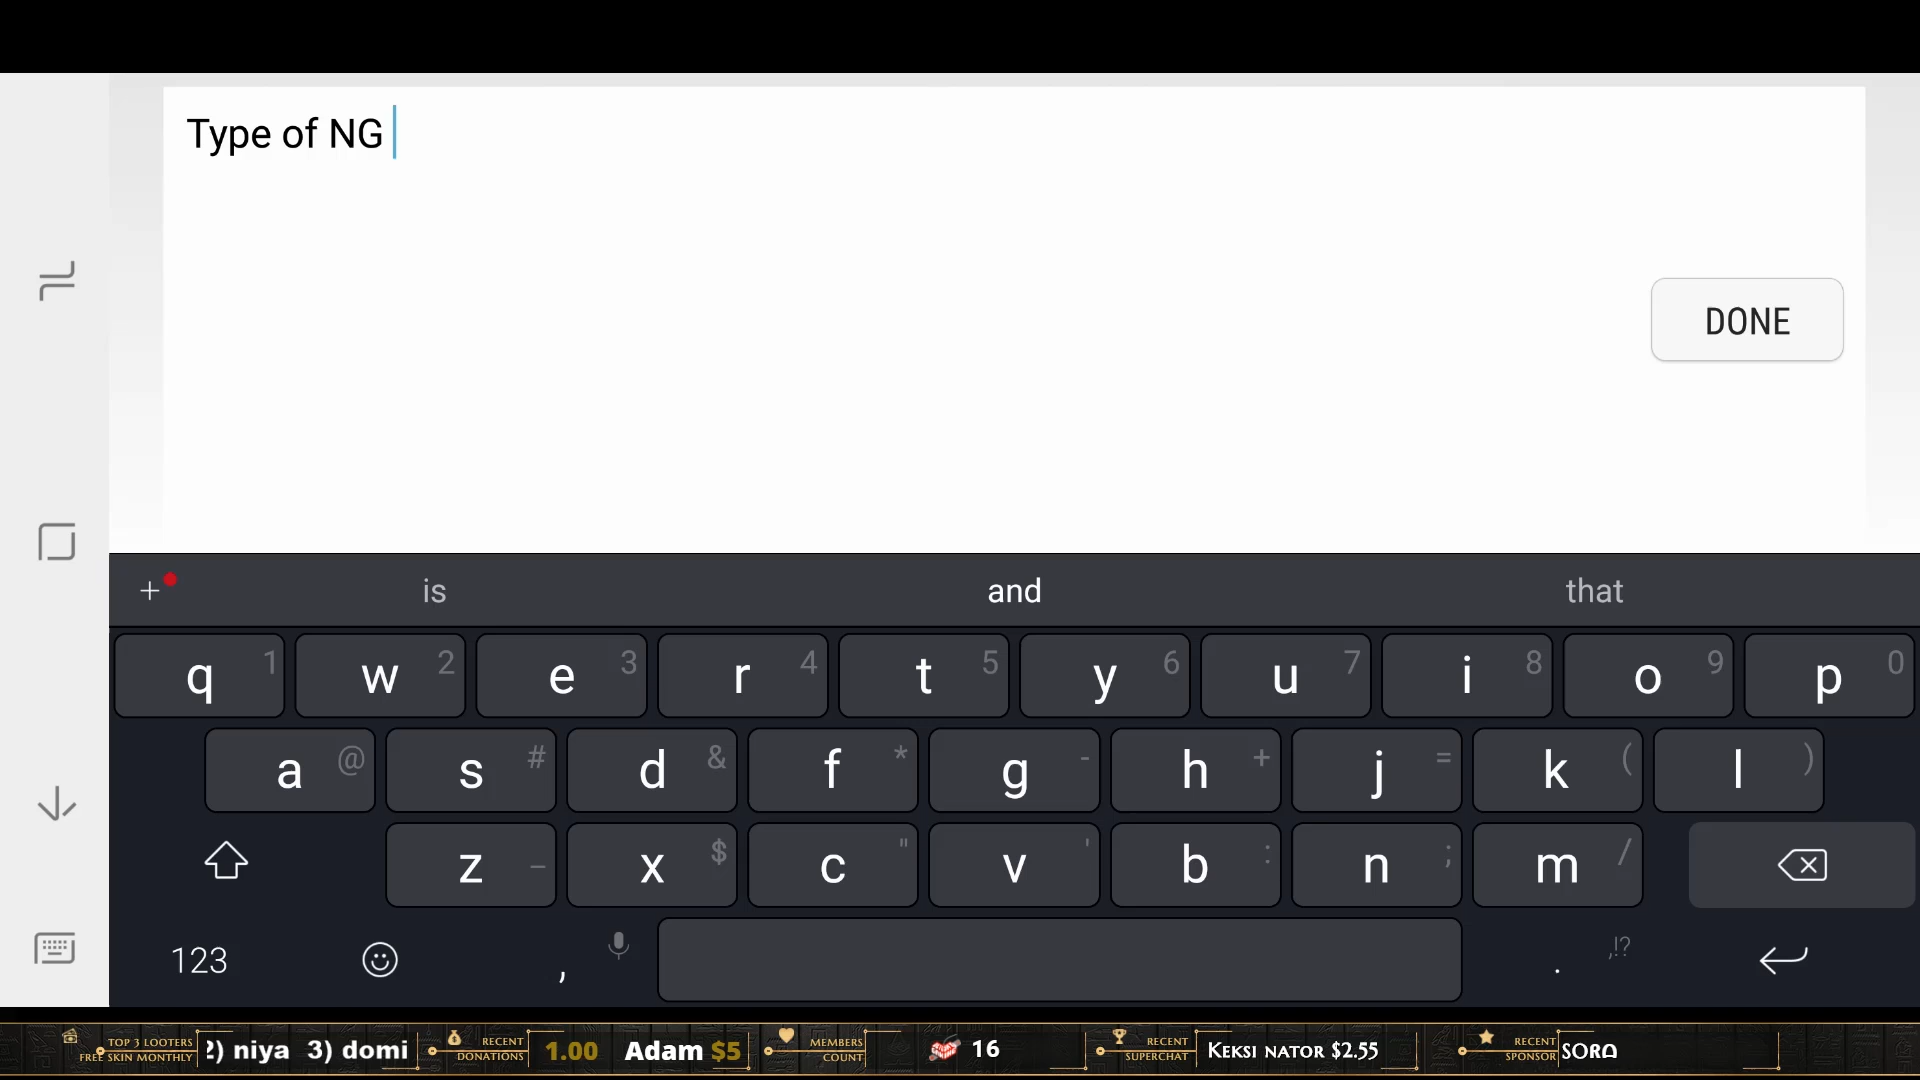 Type of NG
DONE
is and that
q 1 w 2 e 3 r 4 t 5 y 6 u 7 i 8 o 9 p 0
a @ s # d & f * g - h + j = k ( l )
z _ x $ c " v ' b : n ; m /
123 , . ,!?
TOP 3 LOOTERS
FREE SKIN MONTHLY
2) niya 3) domi
RECENT
DONATIONS
1.00 Adam $5
MEMBERS
COUNT
16
RECENT
SUPERCHAT
KEKSI NATOR $2.55
RECENT
SPONSOR